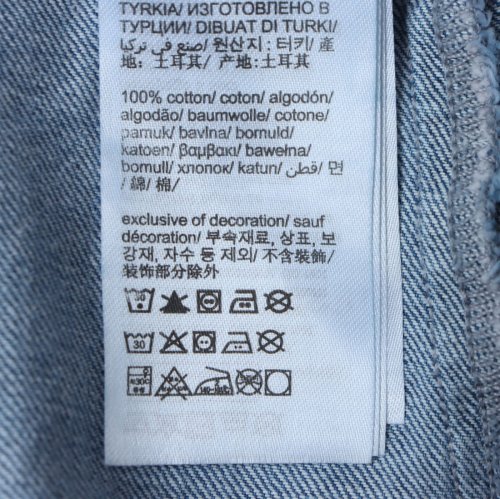 TYRKIA/ ИЗГОТОВЛЕНО В
ТУРЦИИ/ DIBUAT DI TURKI/
صنع في تركيا/ 원산지 : 터키/ 產
地：土耳其/ 产地:土耳其
100% cotton/ coton/ algodón/
algodão/ baumwolle/ cotone/
pamuk/ bavlna/ bomuld/
katoen/ βαμβακι/ bawełna/
bomull/ хлопок/ katun/ قطن/ 면
/ 綿/ 棉/
exclusive of decoration/ sauf
décoration/ 부속재료, 상표, 보
강재, 자수 등 제외/ 不含裝飾/
装饰部分除外
30
30